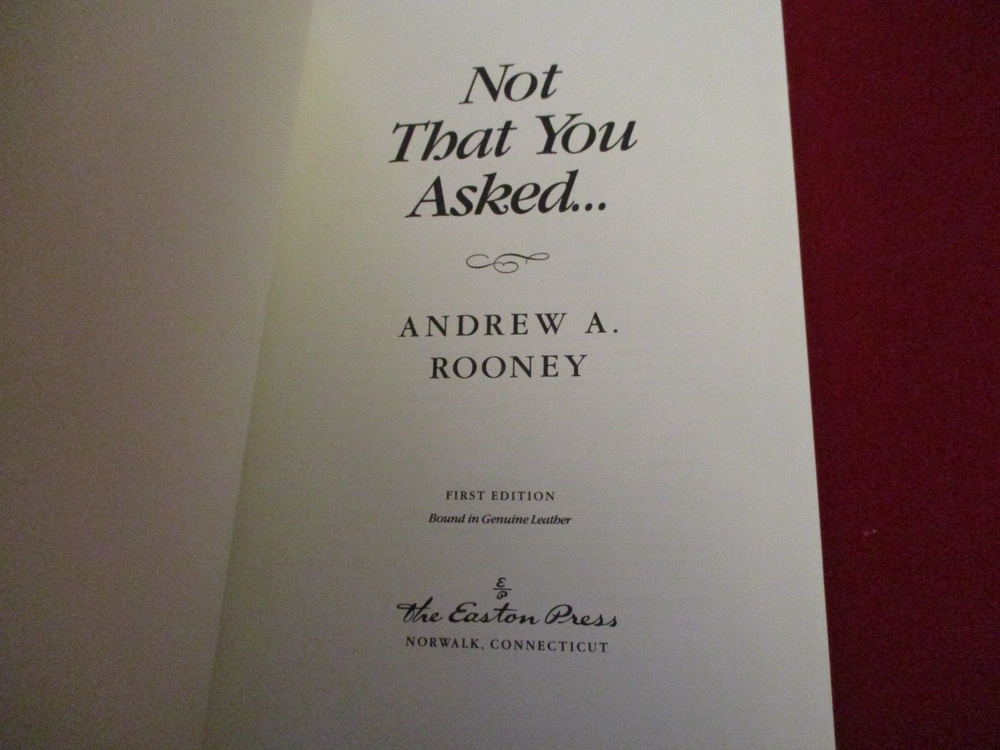 Not
That You
Asked...
ANDREW A.
ROONEY
FIRST EDITION
Bound in Genuine Leather
E
P
The Easton Press
NORWALK, CONNECTICUT